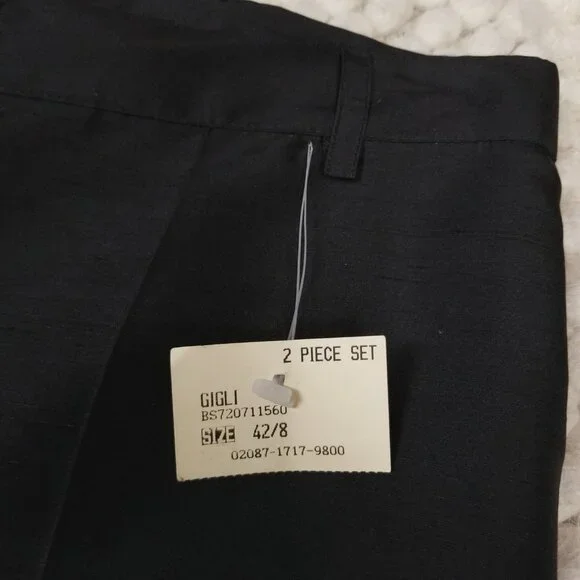 2 PIECE SET
GIGLI
BS720711560
SIZE 42/8
02087-1717-9800